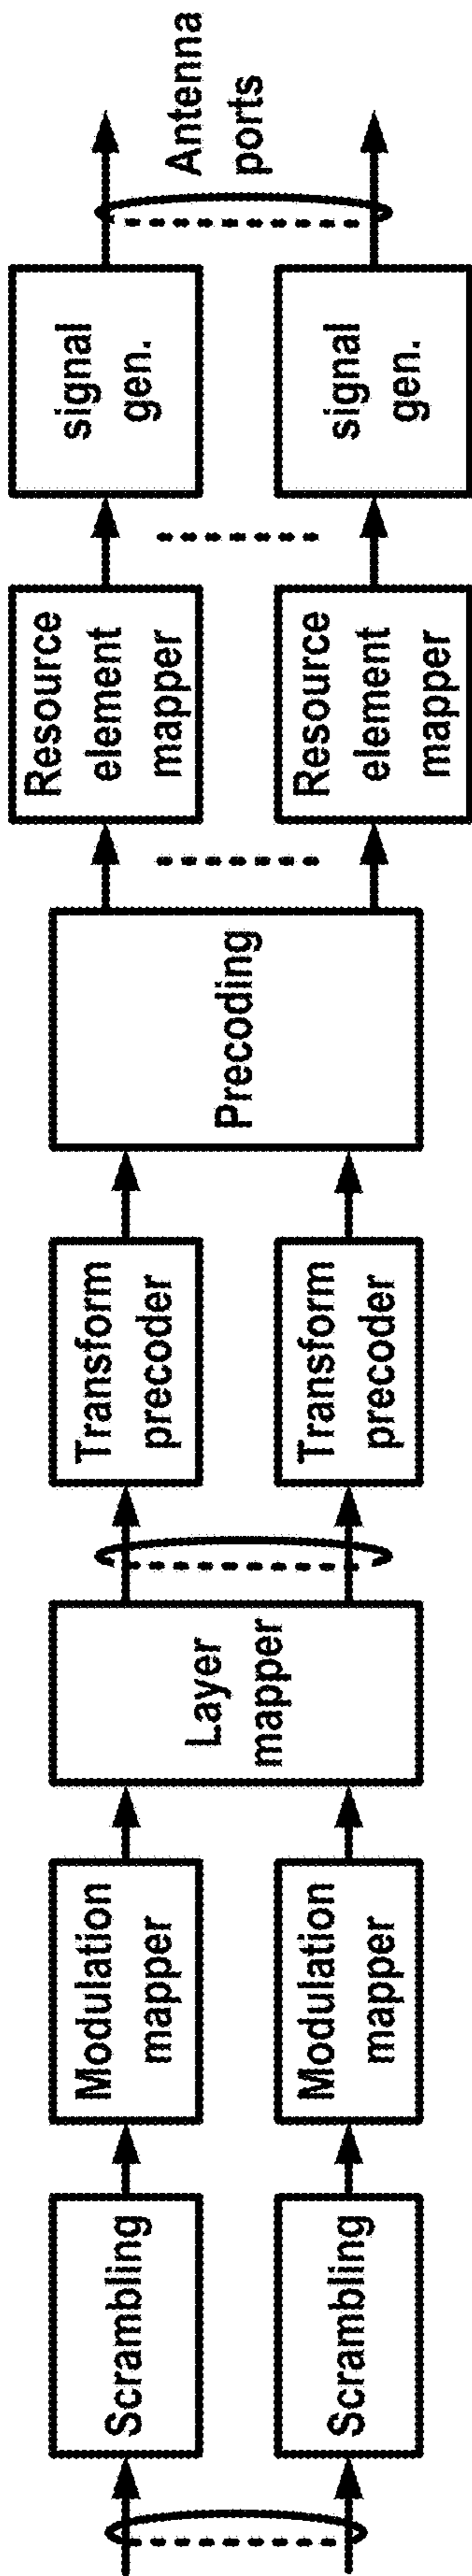 Scrambling
Scrambling
Modulation
mapper
Modulation
mapper
Layer
mapper
Transform
precoder
Transform
precoder
Precoding
Resource
element
mapper
Resource
element
mapper
signal
gen.
signal
gen.
Antenna
ports